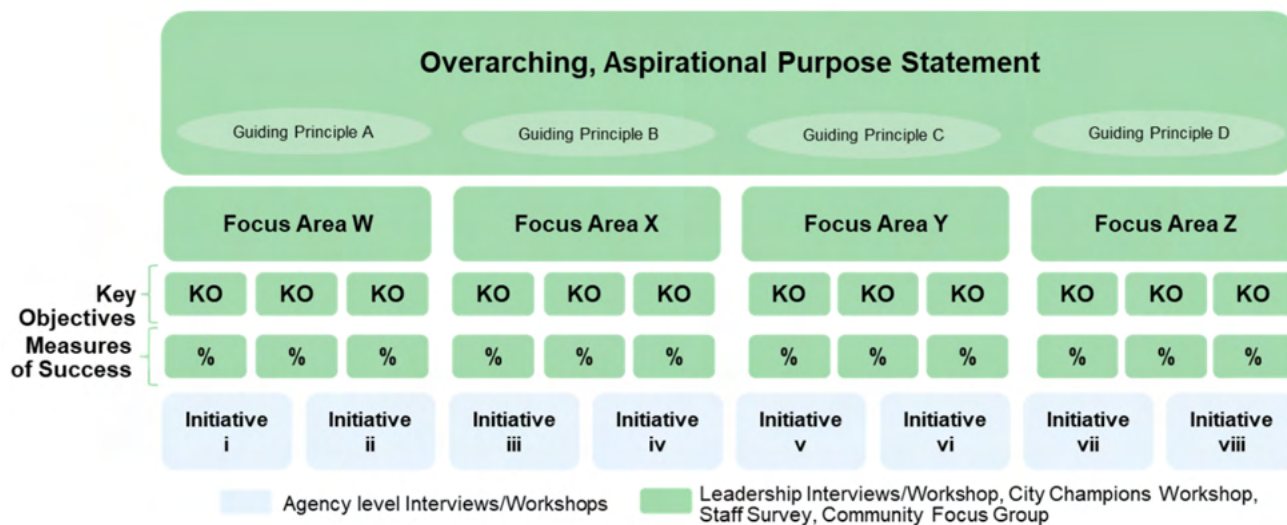 Overarching, Aspirational Purpose Statement
Guiding Principle A Guiding Principle B Guiding Principle C Guiding Principle D
Focus Area W Focus Area X Focus Area Y Focus Area Z
Key
Objectives
KO KO KO KO KO KO KO KO KO KO KO KO
Measures
of Success
% % % % % % % % % % % %
Initiative
i
Initiative
ii
Initiative
iii
Initiative
iv
Initiative
v
Initiative
vi
Initiative
vii
Initiative
viii
Agency level Interviews/Workshops
Leadership Interviews/Workshop, City Champions Workshop,
Staff Survey, Community Focus Group